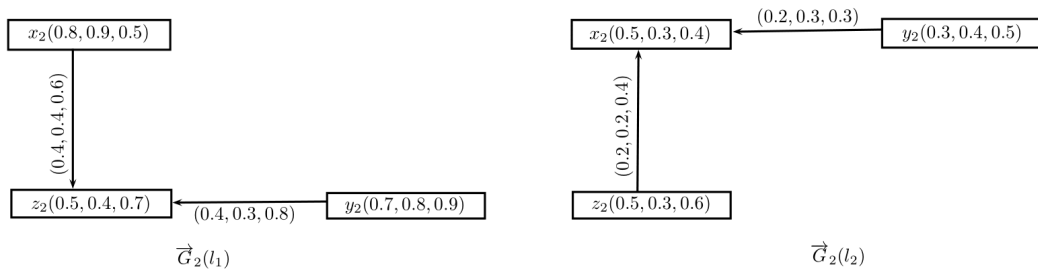 x₂(0.8, 0.9, 0.5)
(0.4, 0.4, 0.6)
z₂(0.5, 0.4, 0.7)
(0.4, 0.3, 0.8)
y₂(0.7, 0.8, 0.9)
G⃗₂(l₁)
x₂(0.5, 0.3, 0.4)
(0.2, 0.3, 0.3)
y₂(0.3, 0.4, 0.5)
(0.2, 0.2, 0.4)
z₂(0.5, 0.3, 0.6)
G⃗₂(l₂)